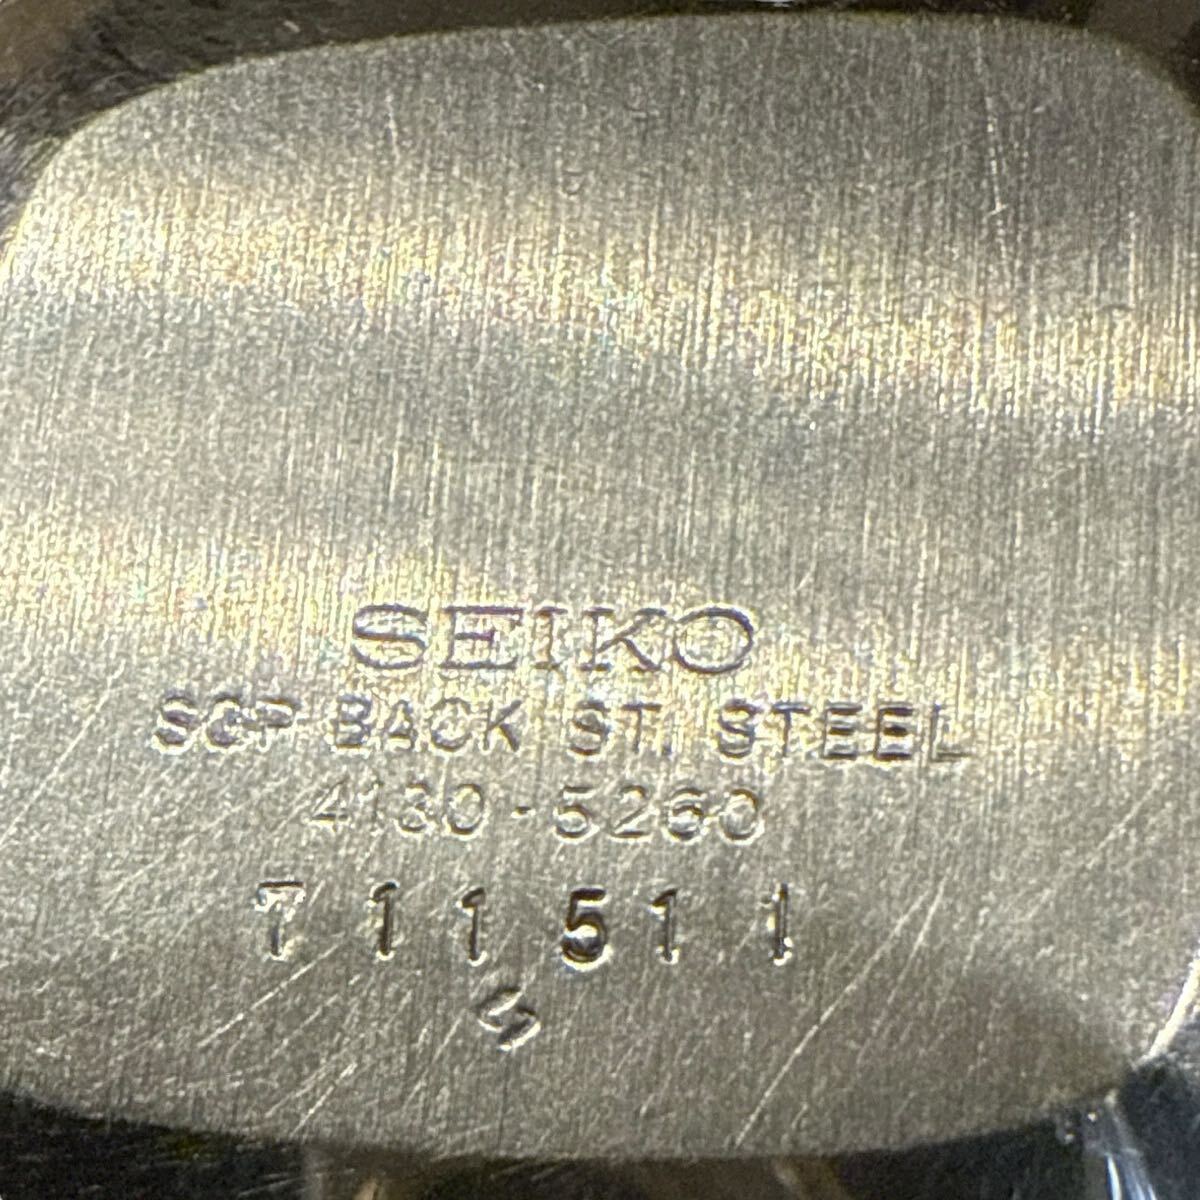 SEIKO
SGP BACK ST. STEEL
4130-5260
711511